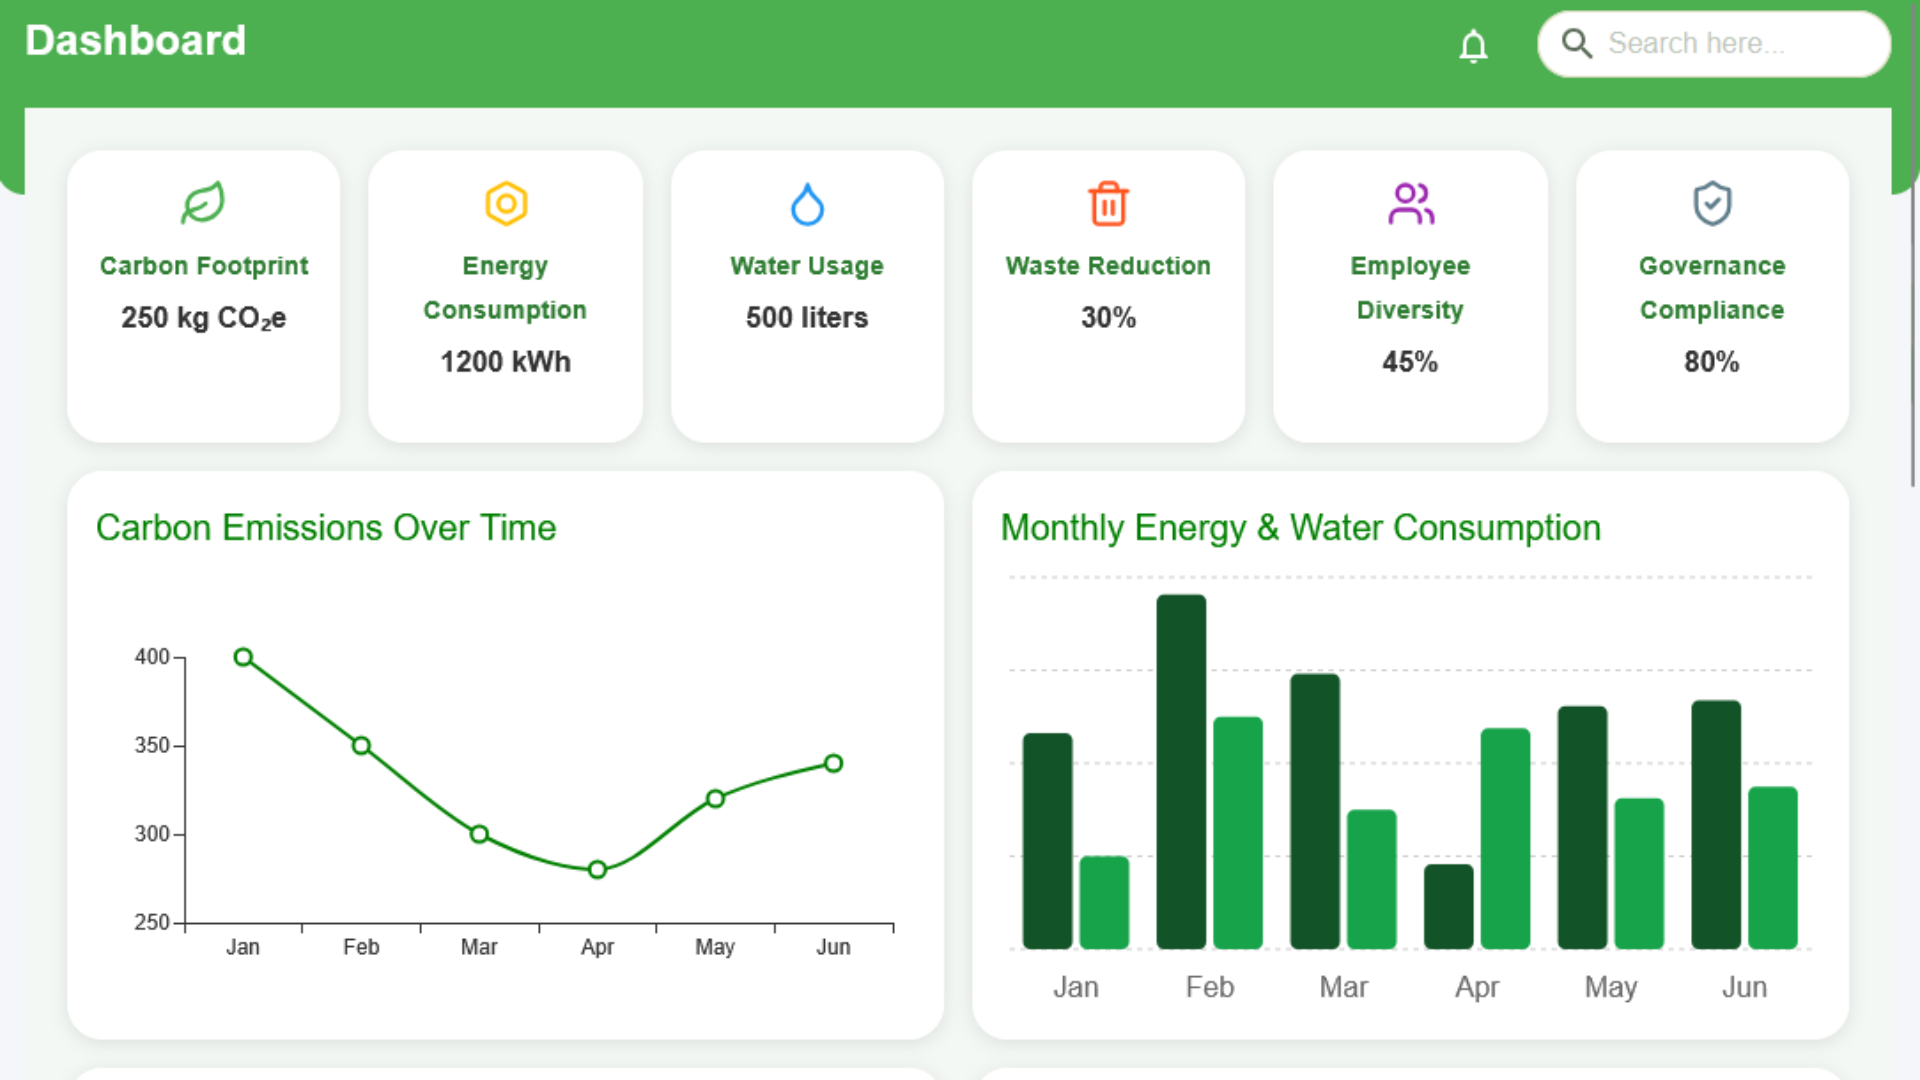 Dashboard
Search here...
Carbon Footprint
250 kg CO₂e
Energy
Consumption
1200 kWh
Water Usage
500 liters
Waste Reduction
30%
Employee
Diversity
45%
Governance
Compliance
80%
Carbon Emissions Over Time
400
350
300
250
Jan Feb Mar Apr May Jun
Monthly Energy & Water Consumption
Jan Feb Mar Apr May Jun